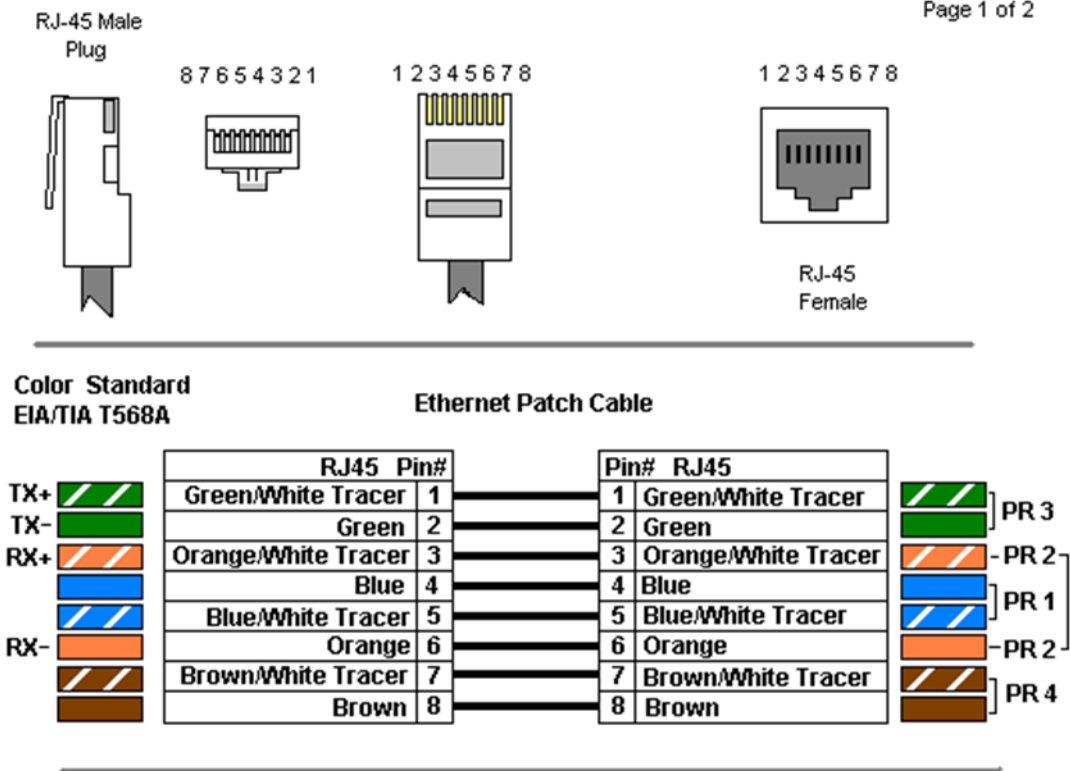 Page 1 of 2
RJ-45 Male
Plug
8 7 6 5 4 3 2 1
1 2 3 4 5 6 7 8
1 2 3 4 5 6 7 8
RJ-45
Female
Color Standard
EIA/TIA T568A
Ethernet Patch Cable
RJ45 Pin#
Pin# RJ45
TX+ Green/White Tracer 1
1 Green/White Tracer
TX- Green 2
2 Green
PR 3
RX+ Orange/White Tracer 3
3 Orange/White Tracer
PR 2
Blue 4
4 Blue
PR 1
Blue/White Tracer 5
5 Blue/White Tracer
RX- Orange 6
6 Orange
PR 2
Brown/White Tracer 7
7 Brown/White Tracer
PR 4
Brown 8
8 Brown